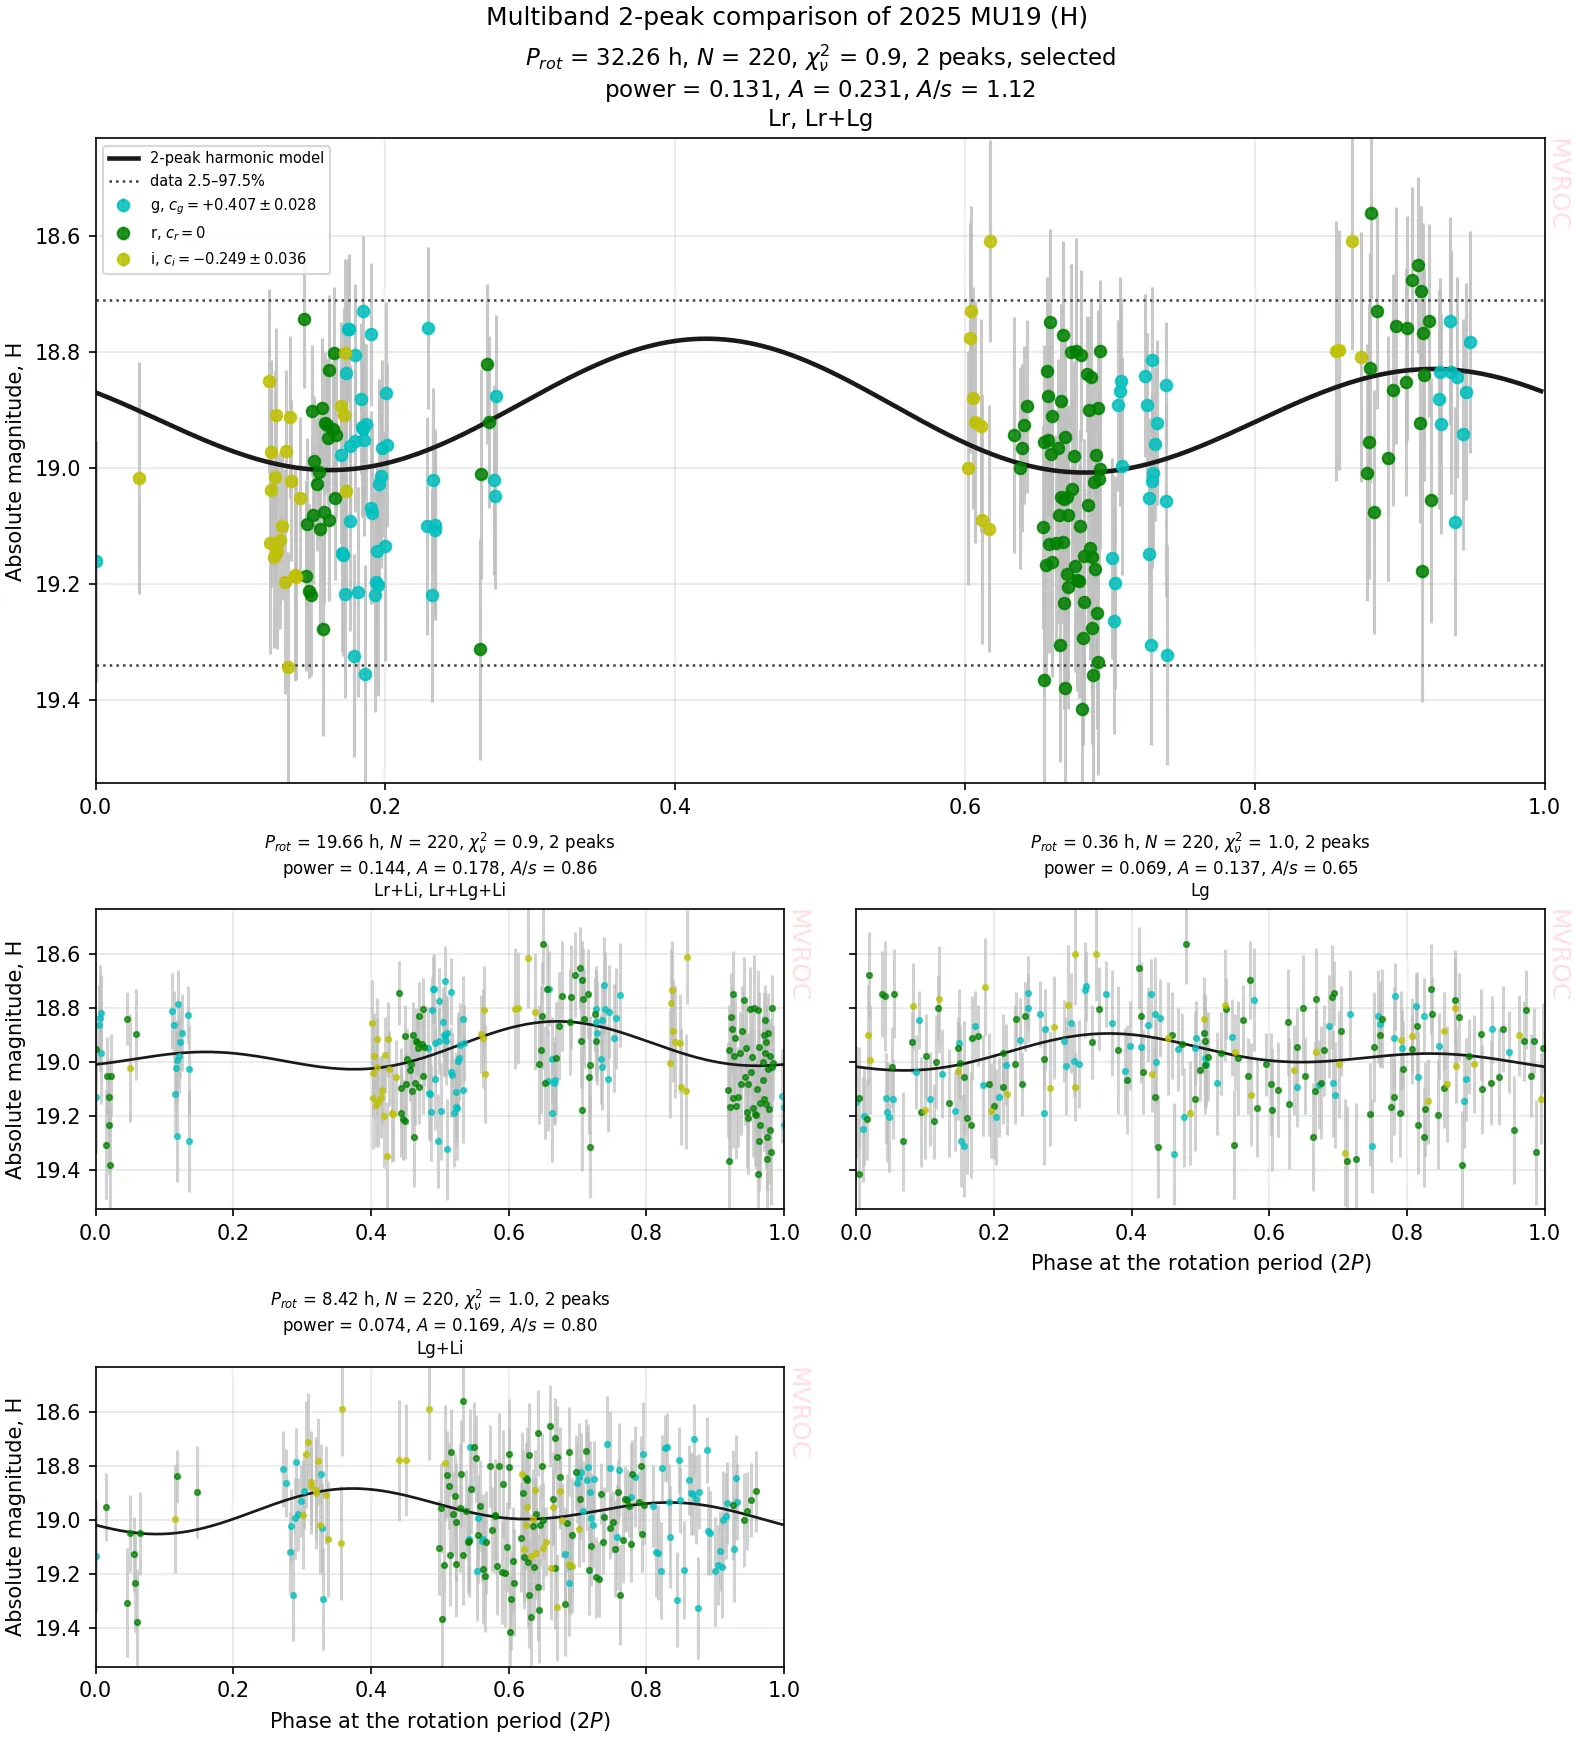 Multiband 2-peak comparison of 2025 MU19 (H)
P_rot = 32.26 h, N = 220, χ²_ν = 0.9, 2 peaks, selected
power = 0.131, A = 0.231, A/s = 1.12
Lr, Lr+Lg
2-peak harmonic model
data 2.5–97.5%
g, c_g = +0.407 ± 0.028
r, c_r = 0
i, c_i = −0.249 ± 0.036
MVROC
Absolute magnitude, H
18.6
18.8
19.0
19.2
19.4
0.0 0.2 0.4 0.6 0.8 1.0
P_rot = 19.66 h, N = 220, χ²_ν = 0.9, 2 peaks
power = 0.144, A = 0.178, A/s = 0.86
Lr+Li, Lr+Lg+Li
MVROC
Absolute magnitude, H
18.6
18.8
19.0
19.2
19.4
0.0 0.2 0.4 0.6 0.8 1.0
P_rot = 0.36 h, N = 220, χ²_ν = 1.0, 2 peaks
power = 0.069, A = 0.137, A/s = 0.65
Lg
MVROC
0.0 0.2 0.4 0.6 0.8 1.0
Phase at the rotation period (2P)
P_rot = 8.42 h, N = 220, χ²_ν = 1.0, 2 peaks
power = 0.074, A = 0.169, A/s = 0.80
Lg+Li
MVROC
Absolute magnitude, H
18.6
18.8
19.0
19.2
19.4
0.0 0.2 0.4 0.6 0.8 1.0
Phase at the rotation period (2P)